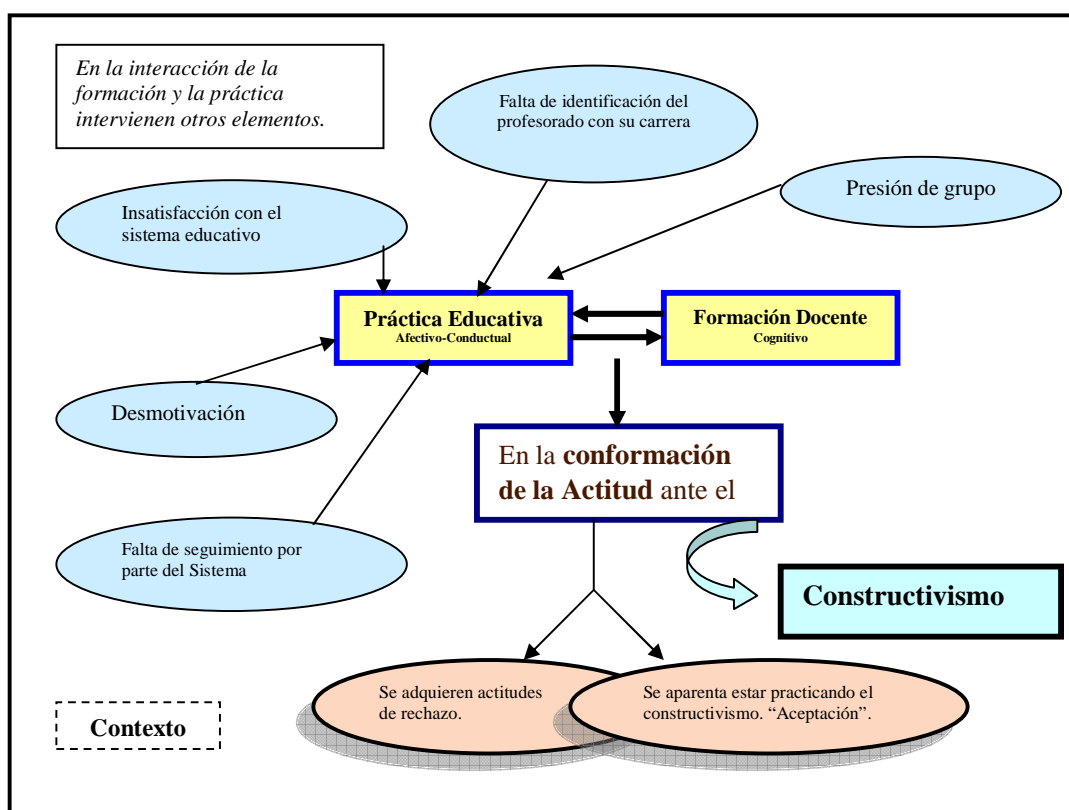 En la interacción de la
formación y la práctica
intervienen otros elementos.
Falta de identificación del
profesorado con su carrera
Presión de grupo
Insatisfacción con el
sistema educativo
Práctica Educativa
Afectivo-Conductual
Formación Docente
Cognitivo
Desmotivación
En la conformación
de la Actitud ante el
Falta de seguimiento por
parte del Sistema
Constructivismo
Se adquieren actitudes
de rechazo.
Se aparenta estar practicando el
constructivismo. “Aceptación”.
Contexto